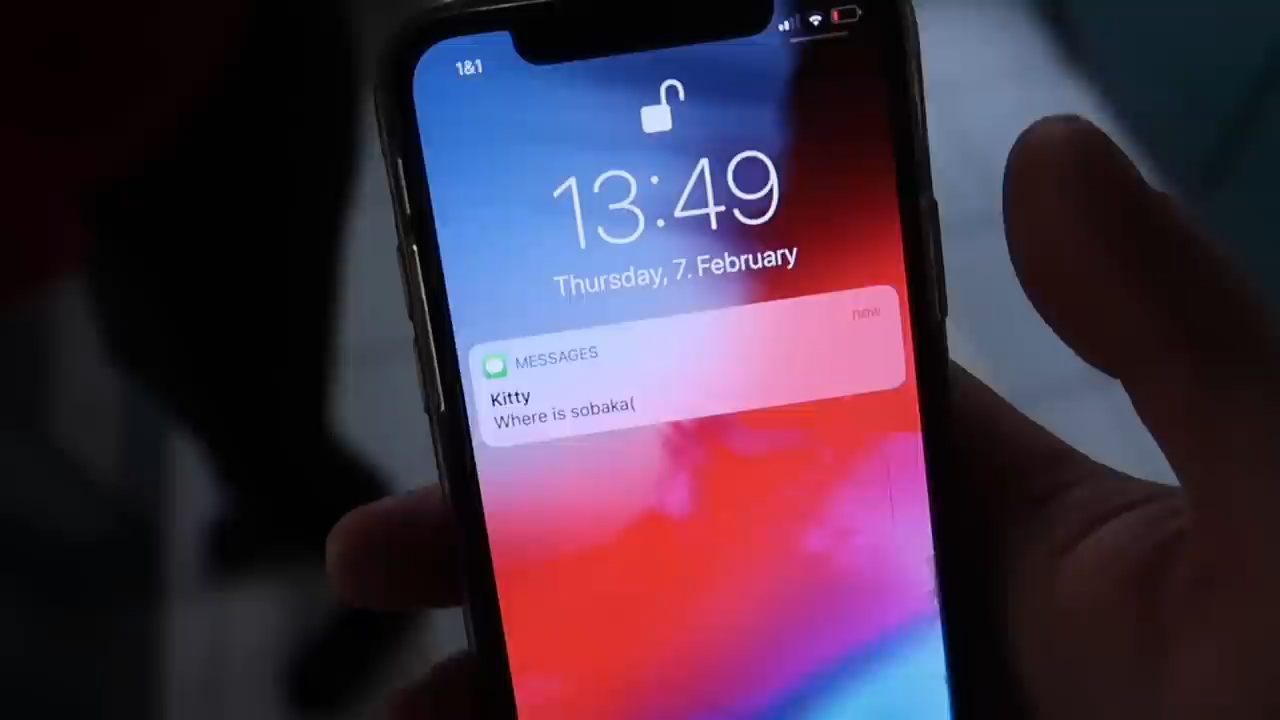 1&1
13:49
Thursday, 7. February
MESSAGES
now
Kitty
Where is sobaka(